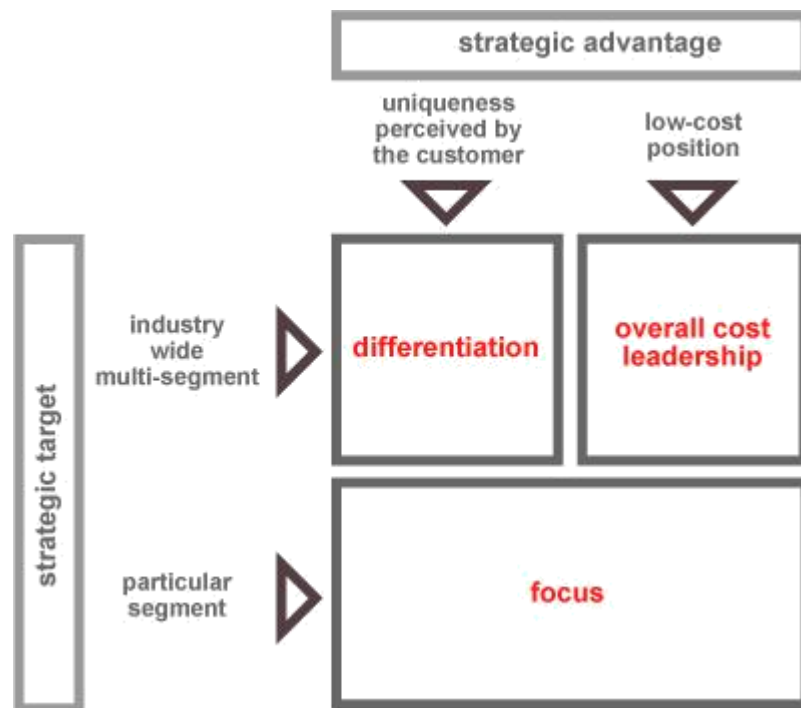 strategic advantage
uniqueness
perceived by
the customer
low-cost
position
strategic target
industry
wide
multi-segment
differentiation
overall cost
leadership
particular
segment
focus